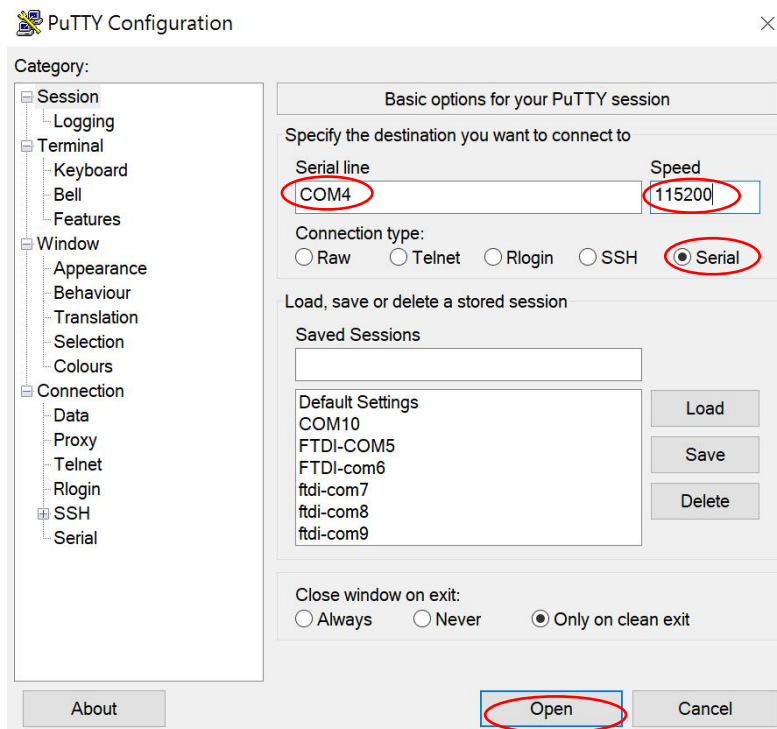 PuTTY Configuration
Category:
Session
Logging
Terminal
Keyboard
Bell
Features
Window
Appearance
Behaviour
Translation
Selection
Colours
Connection
Data
Proxy
Telnet
Rlogin
SSH
Serial
Basic options for your PuTTY session
Specify the destination you want to connect to
Serial line Speed
COM4 115200
Connection type:
Raw Telnet Rlogin SSH Serial
Load, save or delete a stored session
Saved Sessions
Default Settings
COM10
FTDI-COM5
FTDI-com6
ftdi-com7
ftdi-com8
ftdi-com9
Load
Save
Delete
Close window on exit:
Always Never Only on clean exit
About Open Cancel